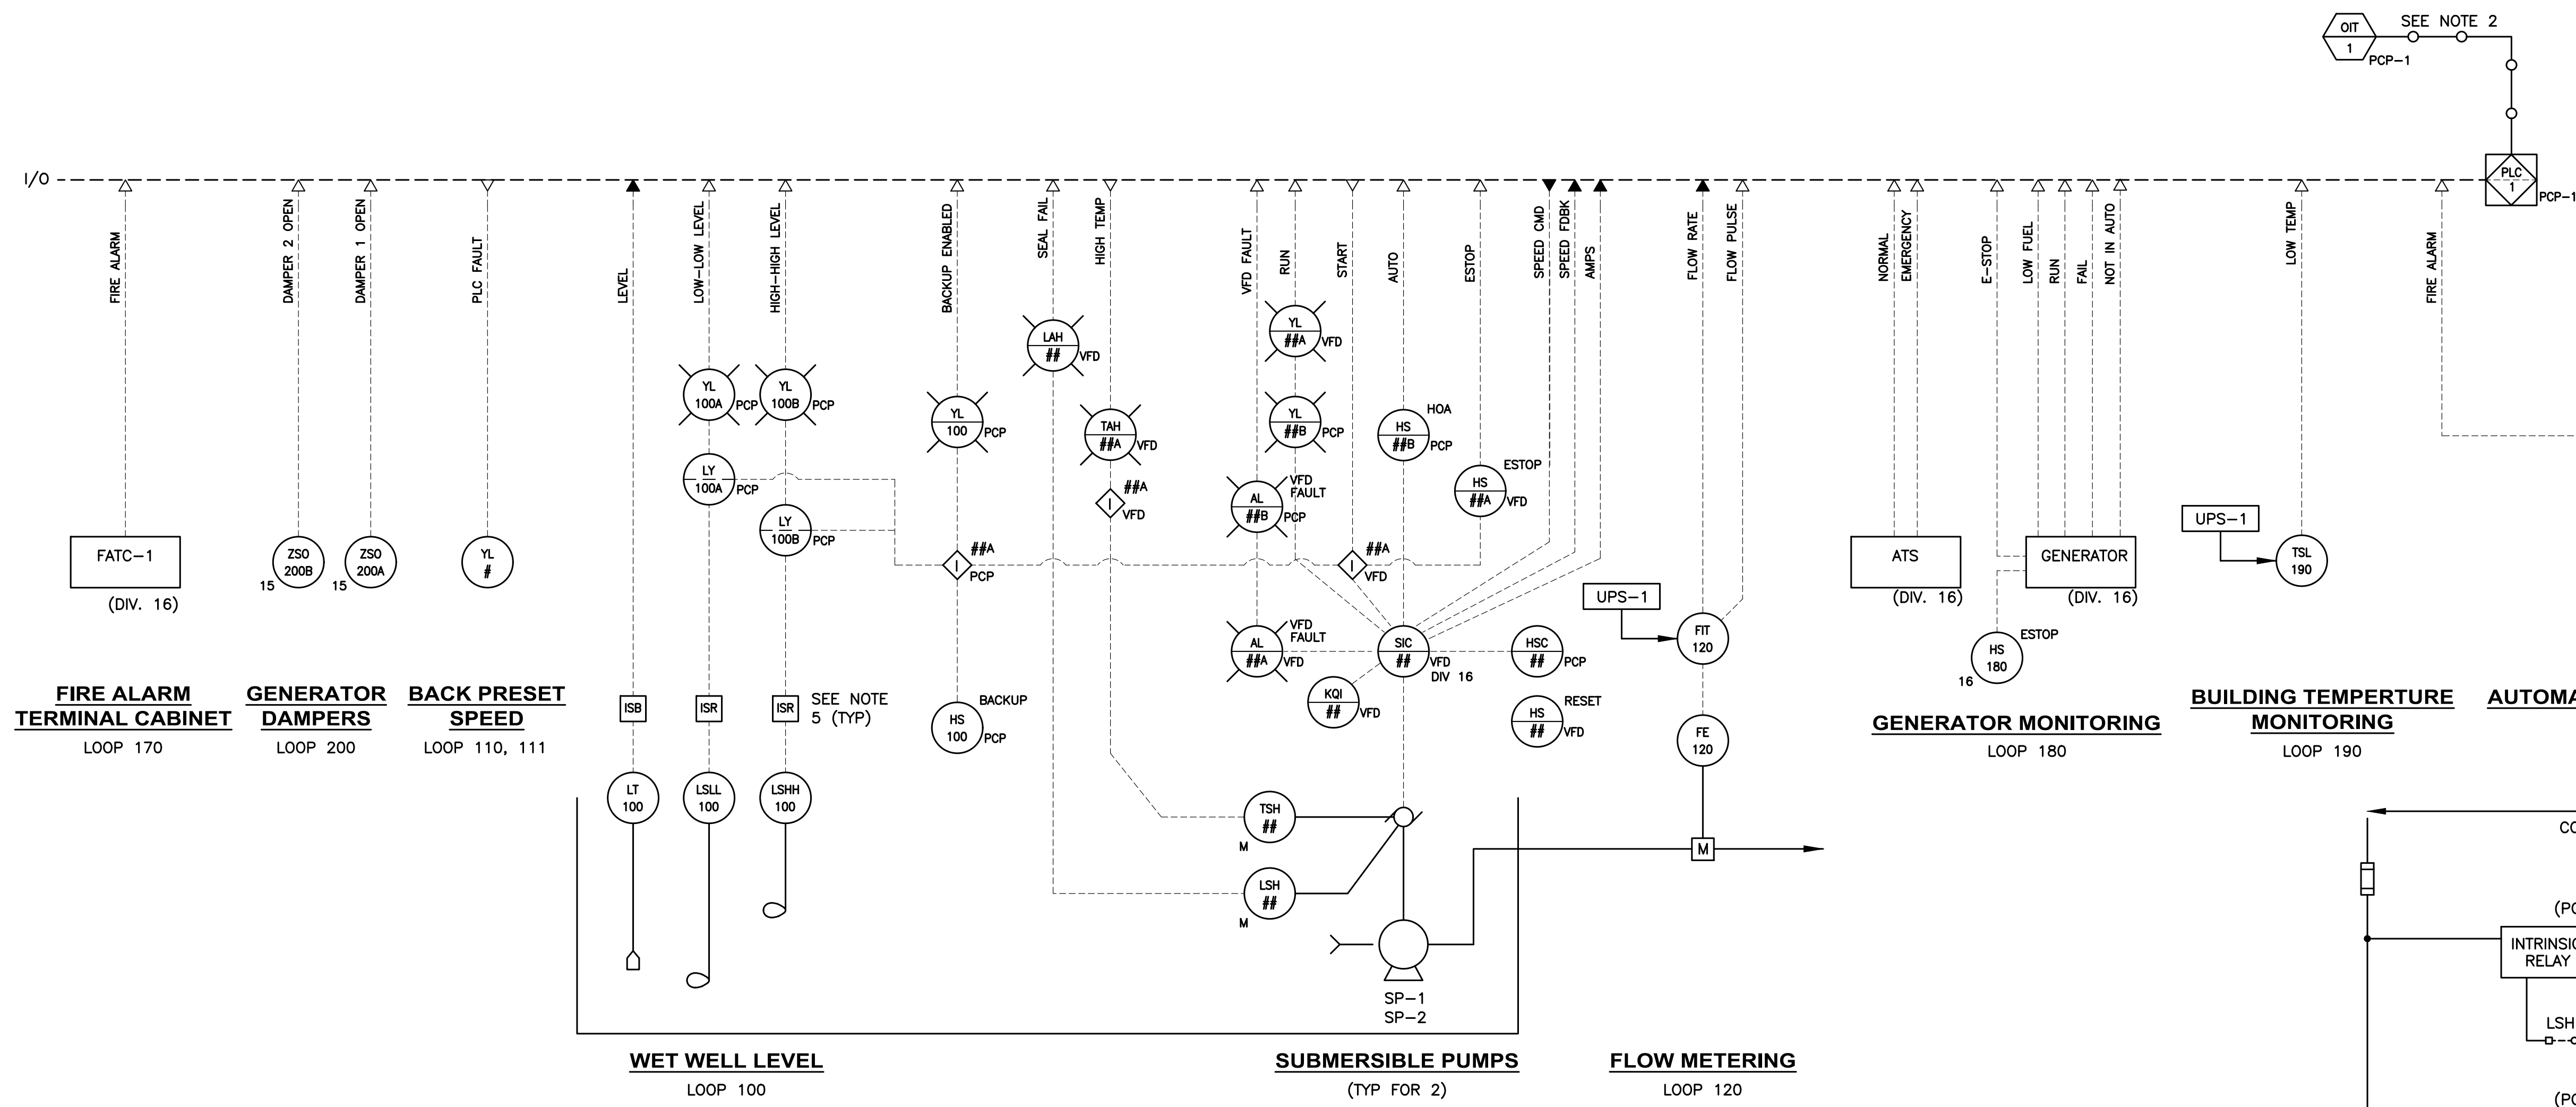 OIT
1
PCP-1
SEE NOTE 2
I/O
PLC
1
PCP-1
FIRE ALARM
DAMPER 2 OPEN
DAMPER 1 OPEN
PLC FAULT
LEVEL
LOW-LOW LEVEL
HIGH-HIGH LEVEL
BACKUP ENABLED
SEAL FAIL
HIGH TEMP
VFD FAULT
RUN
START
AUTO
ESTOP
SPEED CMD
SPEED FDBK
AMPS
FLOW RATE
FLOW PULSE
NORMAL
EMERGENCY
E-STOP
LOW FUEL
RUN
FAIL
NOT IN AUTO
LOW TEMP
FIRE ALARM
FATC-1
(DIV. 16)
ZSO
200B
15
ZSO
200A
15
YL
#
YL
100A
PCP
YL
100B
PCP
LY
100A
PCP
LY
100B
PCP
YL
100
PCP
I
##A
PCP
HS
100
BACKUP
PCP
LAH
##
VFD
TAH
##A
VFD
I
##A
VFD
YL
##A
VFD
YL
##B
PCP
AL
##B
VFD
FAULT
PCP
AL
##A
VFD
FAULT
VFD
HS
##B
HOA
PCP
HS
##A
ESTOP
VFD
I
##A
VFD
SIC
##
VFD
DIV 16
KQI
##
VFD
HSC
##
PCP
HS
##
RESET
VFD
UPS-1
FIT
120
FE
120
M
ATS
(DIV. 16)
GENERATOR
(DIV. 16)
HS
180
ESTOP
16
UPS-1
TSL
190
ISB
ISR
ISR
SEE NOTE
5 (TYP)
LT
100
LSLL
100
LSHH
100
TSH
##
M
LSH
##
M
SP-1
SP-2
FIRE ALARM
TERMINAL CABINET
LOOP 170
GENERATOR
DAMPERS
LOOP 200
BACK PRESET
SPEED
LOOP 110, 111
GENERATOR MONITORING
LOOP 180
BUILDING TEMPERTURE
MONITORING
LOOP 190
AUTOMA
WET WELL LEVEL
LOOP 100
SUBMERSIBLE PUMPS
(TYP FOR 2)
FLOW METERING
LOOP 120
CO
(PC
INTRINSIC
RELAY
LSH
(PC